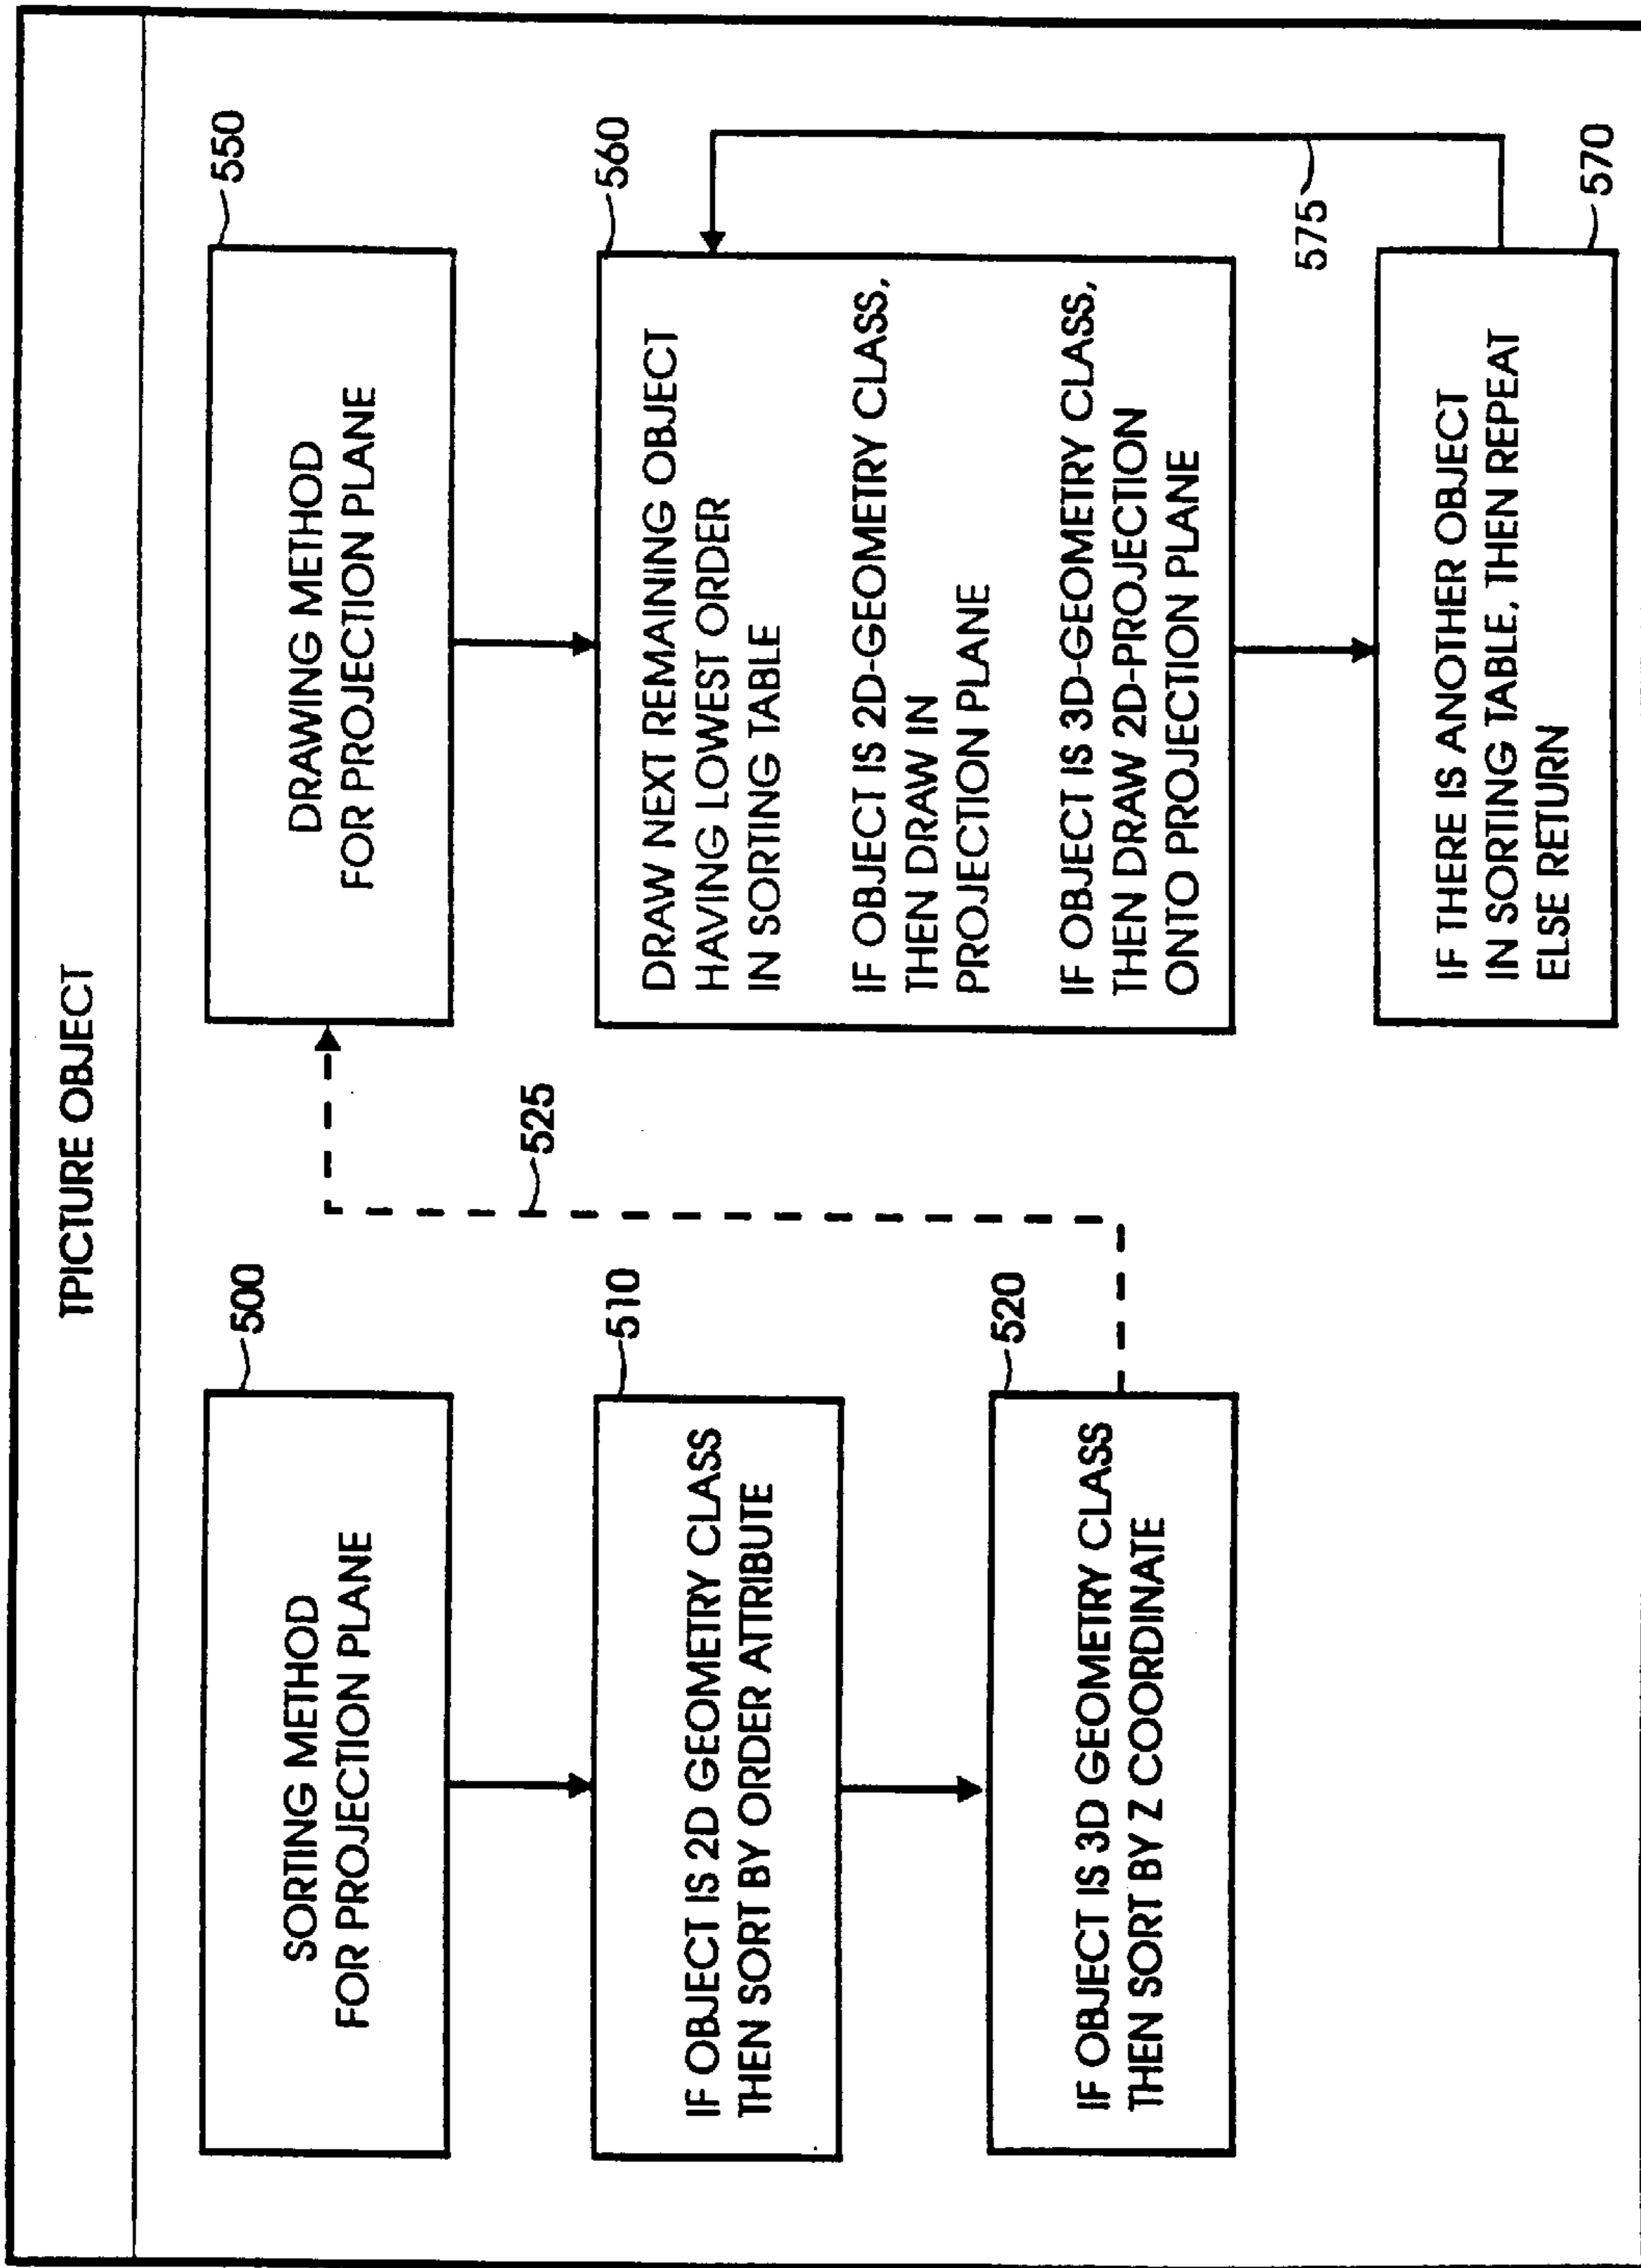 TPICTURE OBJECT
500
SORTING METHOD
FOR PROJECTION PLANE
510
IF OBJECT IS 2D GEOMETRY CLASS
THEN SORT BY ORDER ATTRIBUTE
520
IF OBJECT IS 3D GEOMETRY CLASS
THEN SORT BY Z COORDINATE
525
550
DRAWING METHOD
FOR PROJECTION PLANE
560
DRAW NEXT REMAINING OBJECT
HAVING LOWEST ORDER
IN SORTING TABLE
IF OBJECT IS 2D-GEOMETRY CLASS,
THEN DRAW IN
PROJECTION PLANE
IF OBJECT IS 3D-GEOMETRY CLASS,
THEN DRAW 2D-PROJECTION
ONTO PROJECTION PLANE
575
570
IF THERE IS ANOTHER OBJECT
IN SORTING TABLE, THEN REPEAT
ELSE RETURN